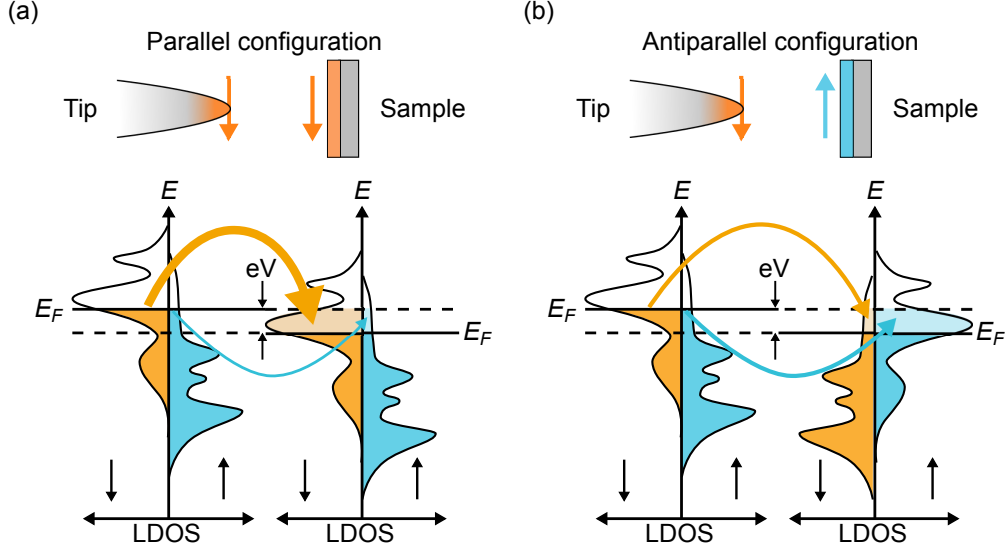 (a)
Parallel configuration
Tip
Sample
E
E
eV
E_F
E_F
LDOS
LDOS
(b)
Antiparallel configuration
Tip
Sample
E
E
eV
E_F
E_F
LDOS
LDOS